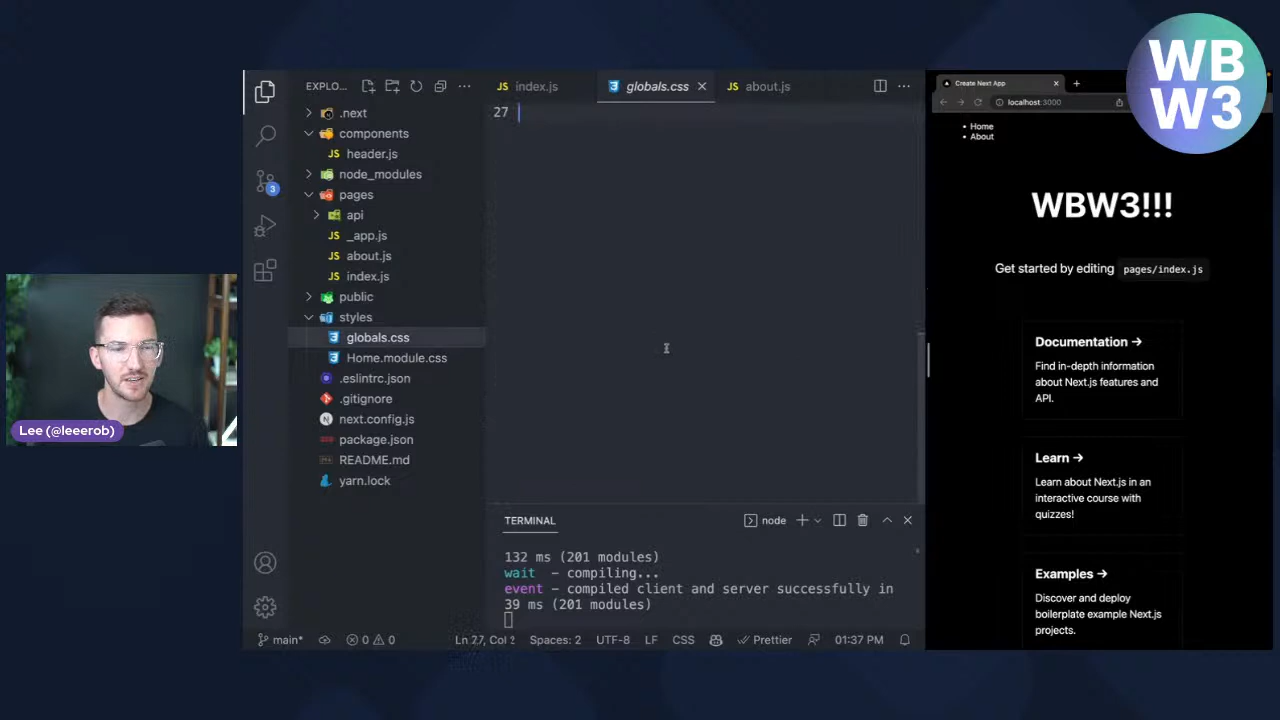 EXPLO...
.next
components
header.js
node_modules
pages
api
_app.js
about.js
index.js
public
styles
globals.css
Home.module.css
.eslintrc.json
.gitignore
next.config.js
package.json
README.md
yarn.lock
3
JS index.js
globals.css
JS about.js
27
TERMINAL
node
132 ms (201 modules)
wait - compiling...
event - compiled client and server successfully in
39 ms (201 modules)
main*
0 0
Ln 27, Col 2
Spaces: 2
UTF-8
LF
CSS
Prettier
01:37 PM
Create Next App
localhost:3000
Home
About
WBW3!!!
Get started by editing pages/index.js
Documentation →
Find in-depth information
about Next.js features and
API.
Learn →
Learn about Next.js in an
interactive course with
quizzes!
Examples →
Discover and deploy
boilerplate example Next.js
projects.
WB
W3
Lee (@leeerob)